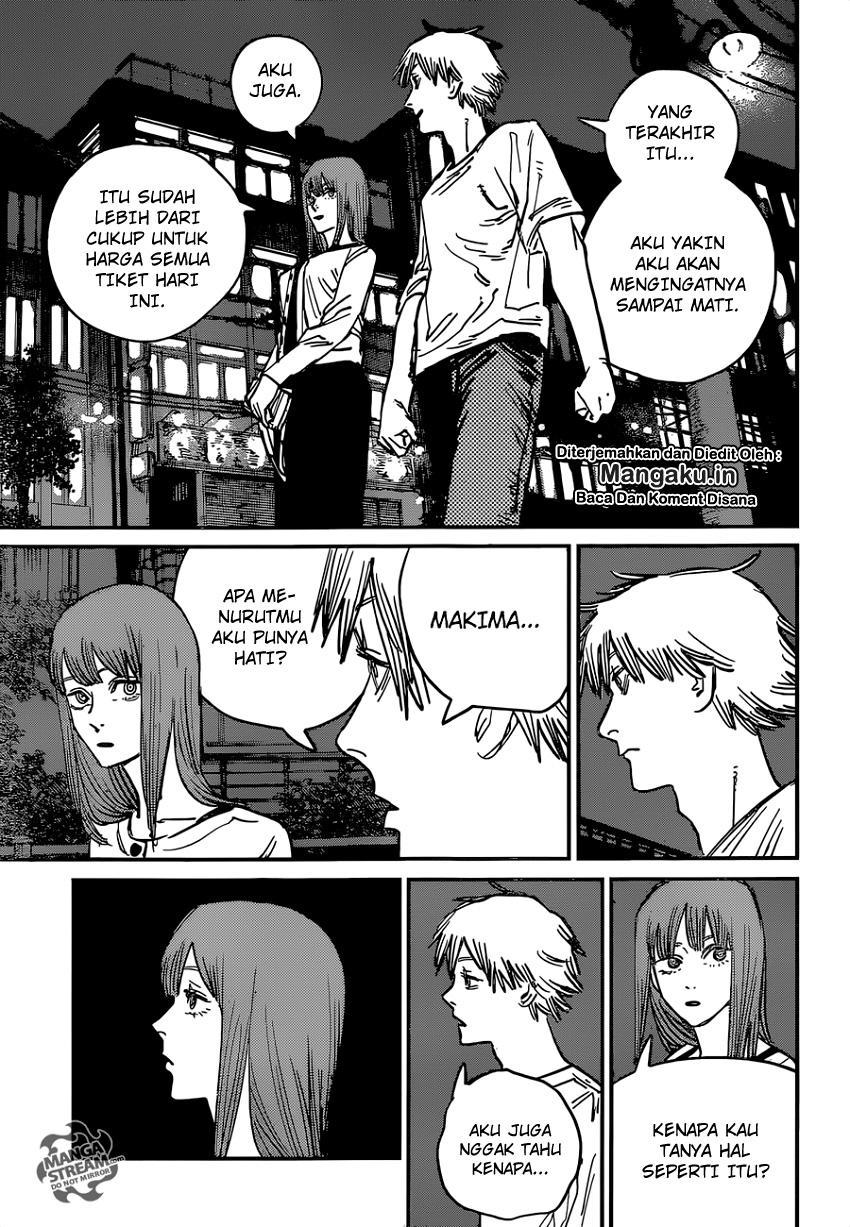 YANG
TERAKHIR
ITU...
AKU YAKIN
AKU AKAN
MENGINGATNYA
SAMPAI MATI.
AKU
JUGA.
ITU SUDAH
LEBIH DARI
CUKUP UNTUK
HARGA SEMUA
TIKET HARI
INI.
Diterjemahkan dan Diedit Oleh :
Mangaku.in
Baca Dan Koment Disana
MAKIMA...
APA ME-
NURUTMU
AKU PUNYA
HATI?
KENAPA KAU
TANYA HAL
SEPERTI ITU?
AKU JUGA
NGGAK TAHU
KENAPA...
MANGA
STREAM.com
DO NOT MIRROR